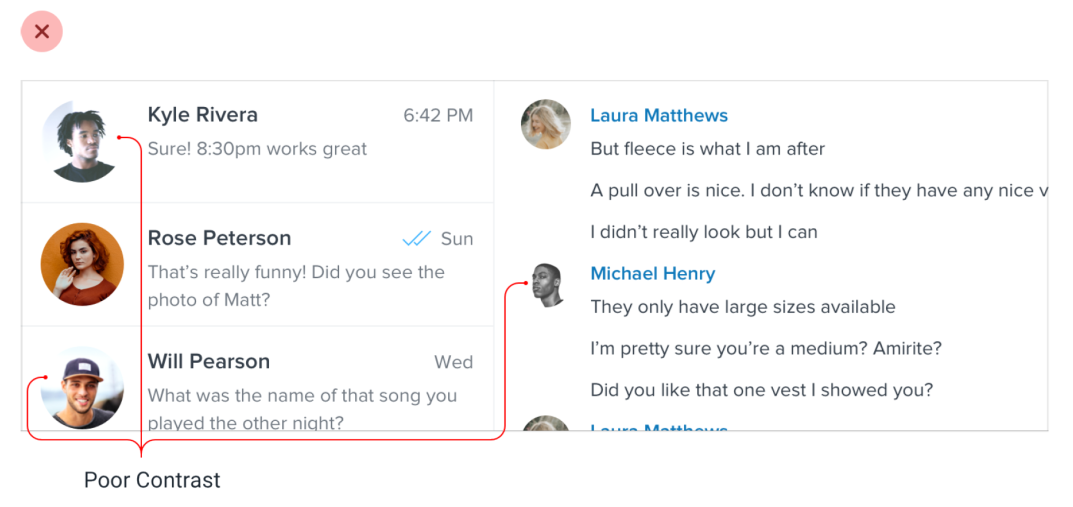 Kyle Rivera
6:42 PM
Sure! 8:30pm works great
Rose Peterson
Sun
That's really funny! Did you see the
photo of Matt?
Will Pearson
Wed
What was the name of that song you
played the other night?
Laura Matthews
But fleece is what I am after
A pull over is nice. I don't know if they have any nice v
I didn't really look but I can
Michael Henry
They only have large sizes available
I'm pretty sure you're a medium? Amirite?
Did you like that one vest I showed you?
Laura Matthews
Poor Contrast